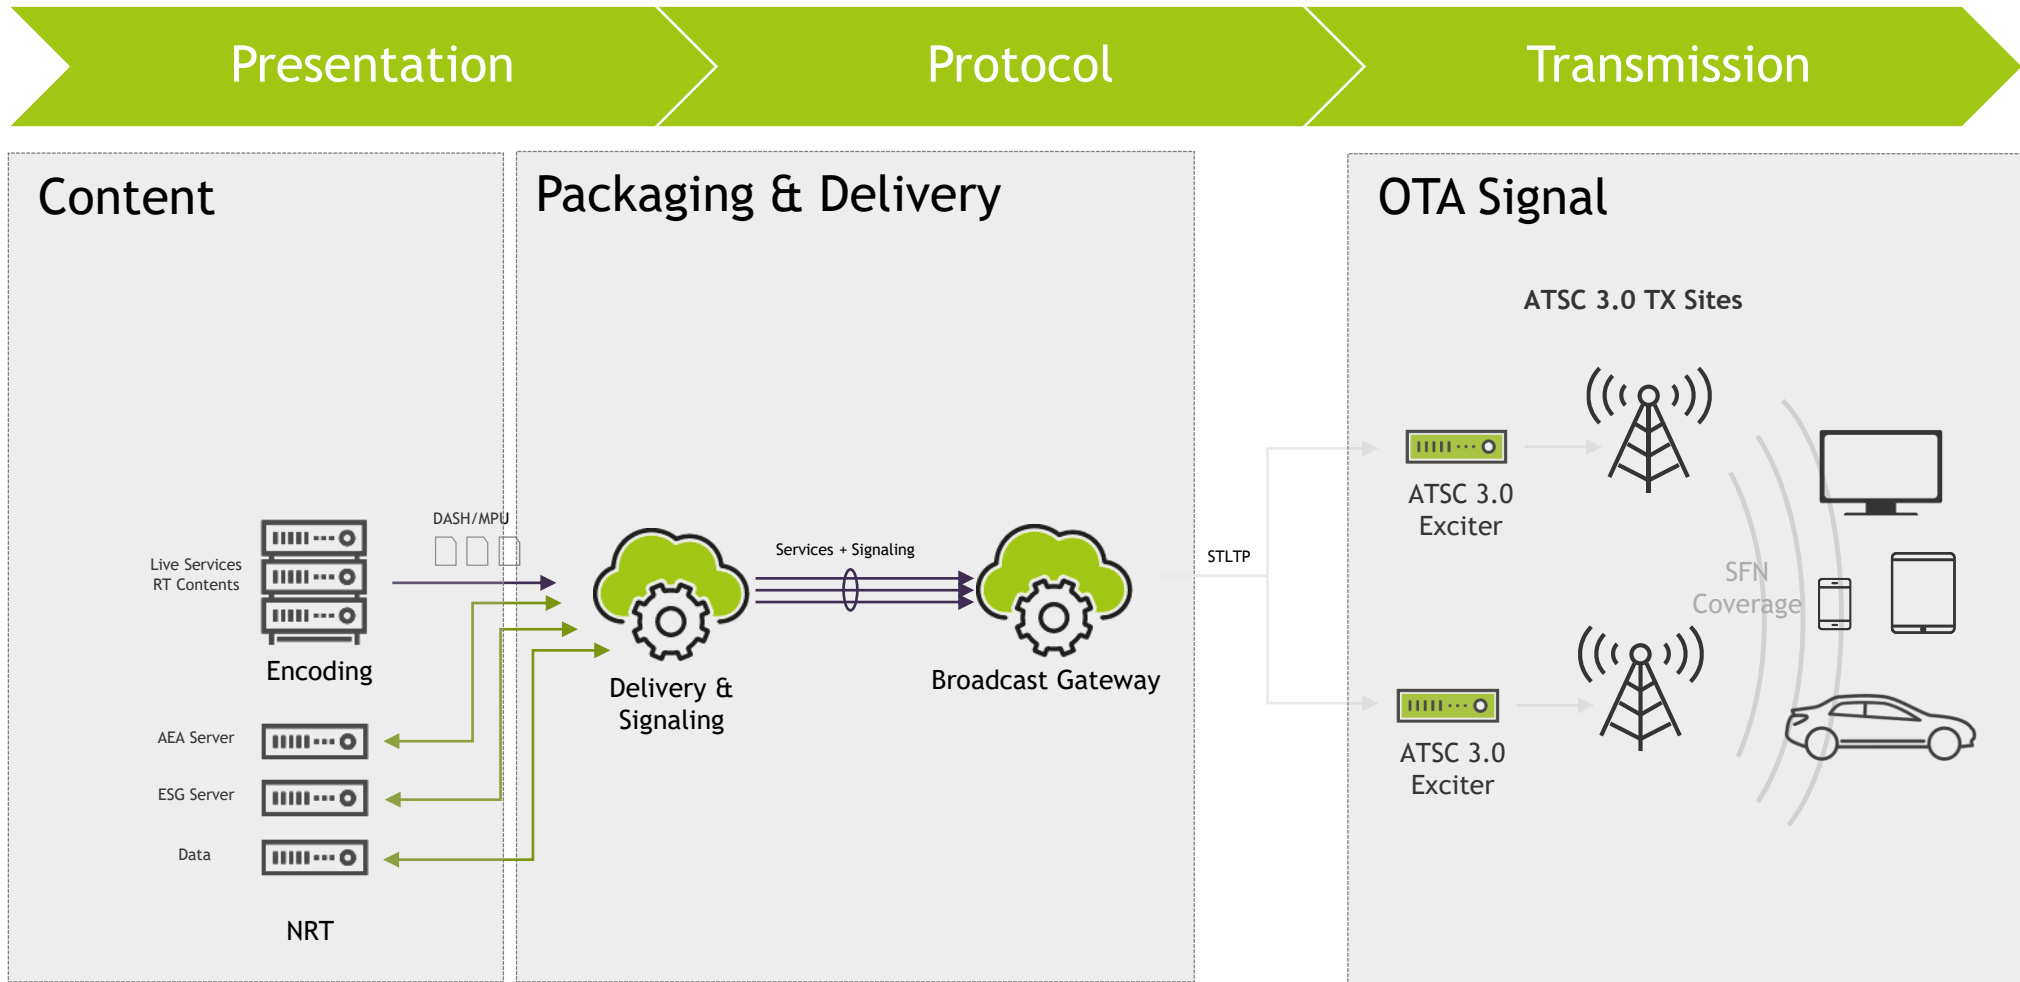 Presentation
Protocol
Transmission
Content
Packaging & Delivery
OTA Signal
ATSC 3.0 TX Sites
DASH/MPU
Live Services
RT Contents
Encoding
AEA Server
ESG Server
Data
NRT
Services + Signaling
Delivery &
Signaling
Broadcast Gateway
STLTP
ATSC 3.0
Exciter
SFN
Coverage
ATSC 3.0
Exciter